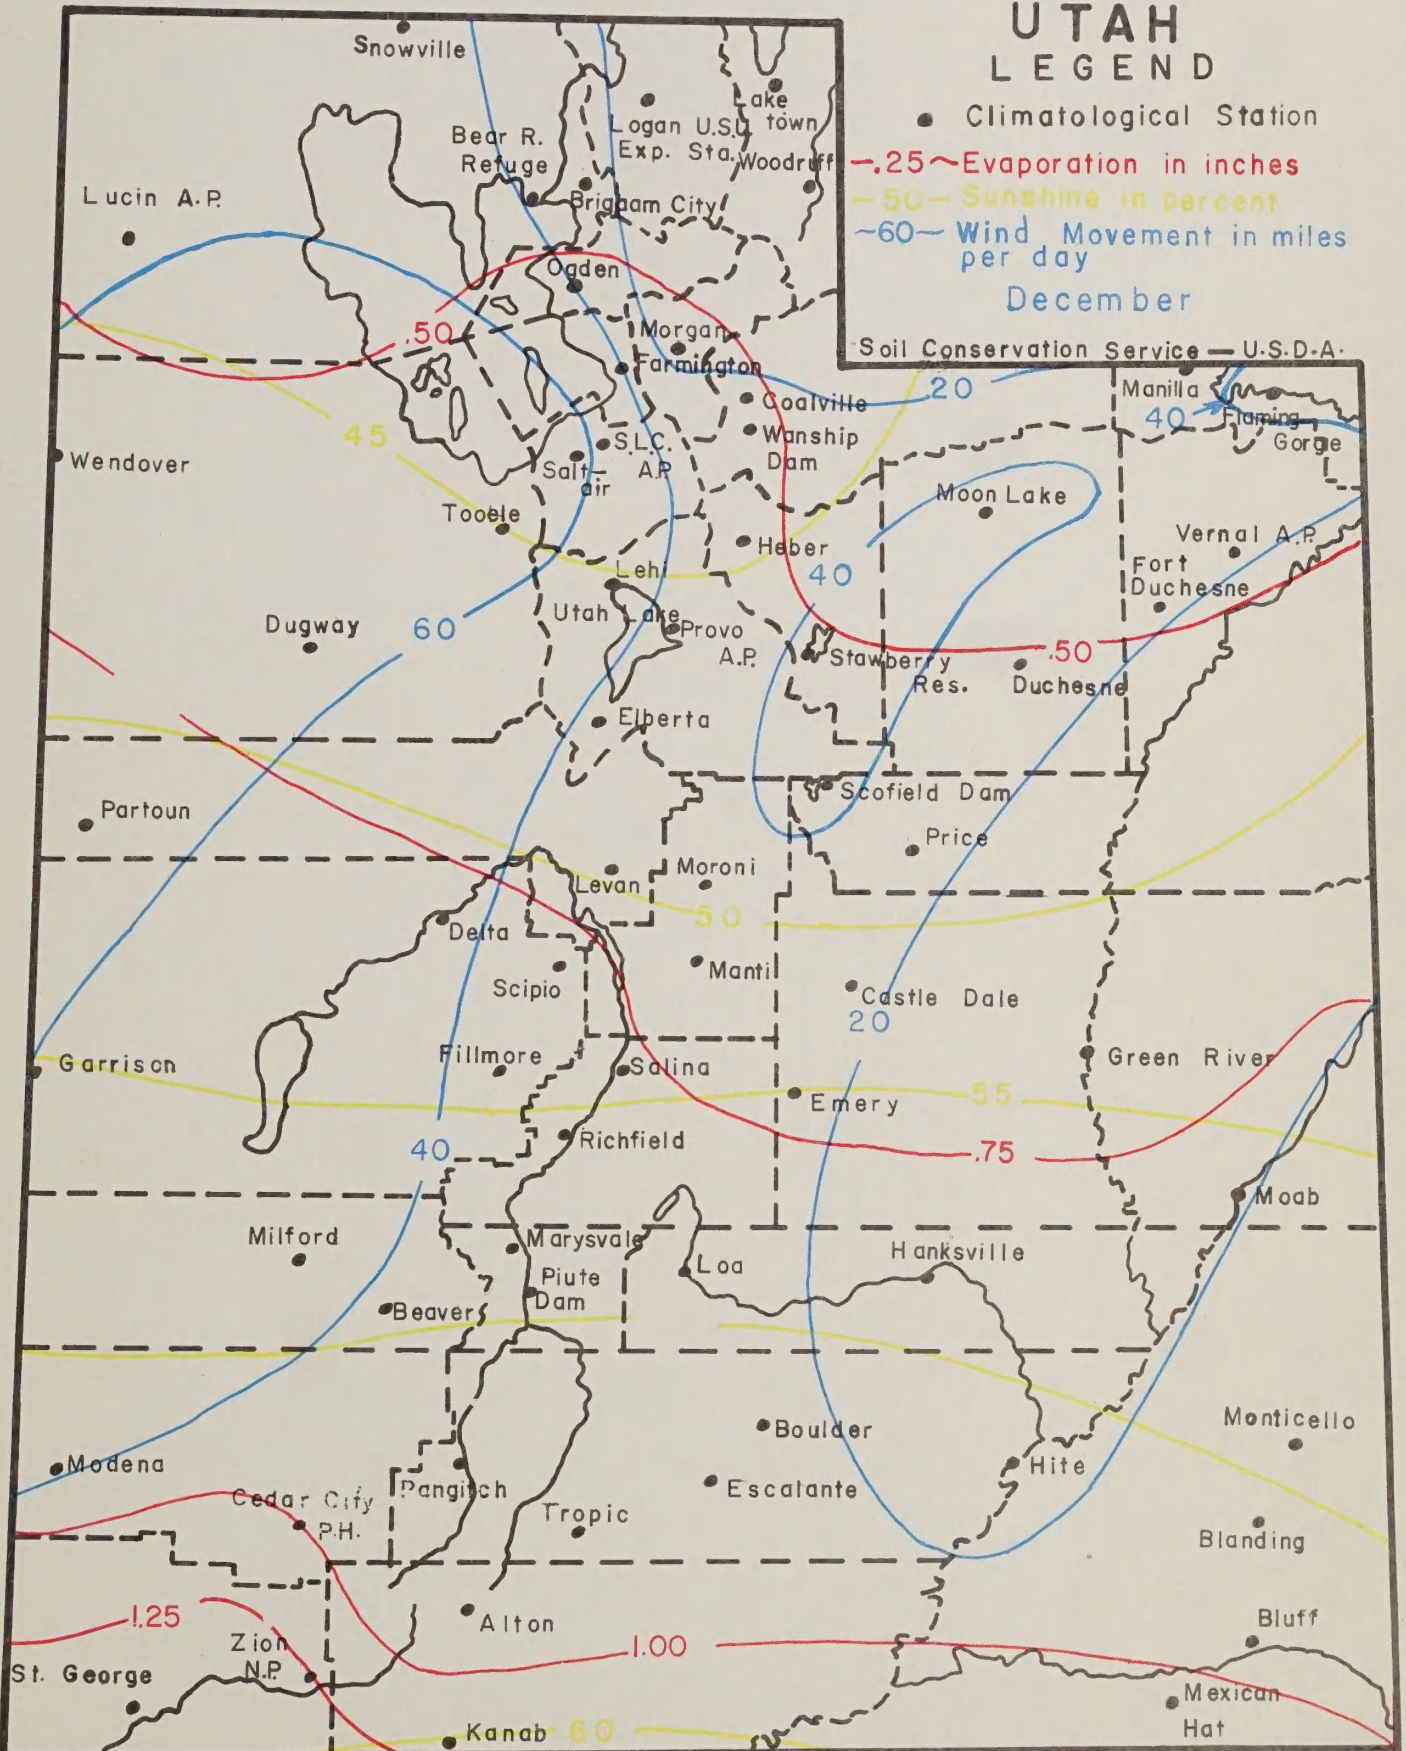 UTAH
LEGEND
Climatological Station
-.25~Evaporation in inches
-50- Sunshine in percent
~60~ Wind Movement in miles
per day
December
Soil Conservation Service — U.S.D.A.
Snowville
Lake
town
Logan U.S.U.
Exp. Sta.
Woodruff
Bear R.
Refuge
Brigham City
Lucin A.P.
Ogden
.50
Morgan
Farmington
20
Manilla
40
Flaming
Gorge
Coalville
45
Wanship
Dam
S.L.C.
A.P.
Salt-
air
Wendover
Moon Lake
Tooele
Heber
Vernal A.P.
Fort
Duchesne
40
Lehi
Utah Lake
Provo
A.P.
Dugway
60
Stawberry
Res.
.50
Duchesne
Elberta
Scofield Dam
Partoun
Price
Levan
Moroni
50
Delta
Manti
Scipio
Castle Dale
20
Garrison
Fillmore
Salina
Green River
Emery
55
Richfield
40
.75
Moab
Milford
Marysvale
Hanksville
Loa
Piute
Dam
Beaver
Boulder
Monticello
Modena
Hite
Pangitch
Escalante
Cedar City
P.H.
Tropic
Blanding
1.25
Alton
Bluff
Zion
N.P.
1.00
St. George
Mexican
Hat
Kanab
60